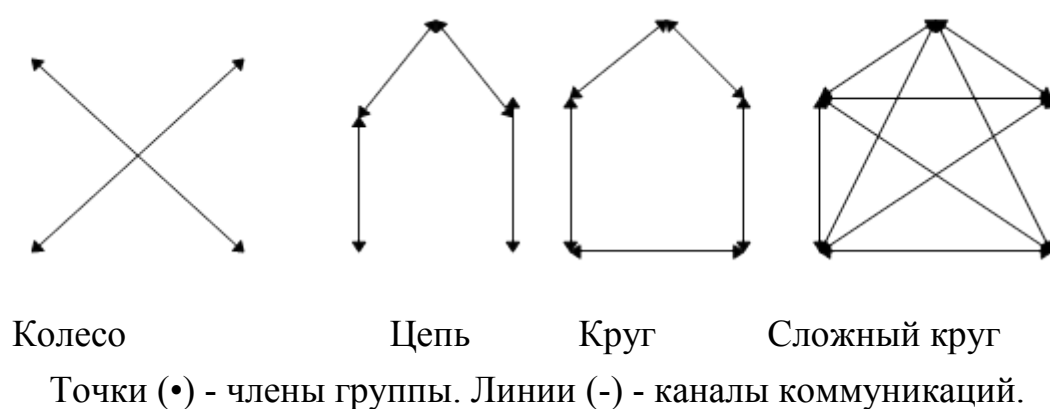 Колесо Цепь Круг Сложный круг
Точки (•) - члены группы. Линии (-) - каналы коммуникаций.